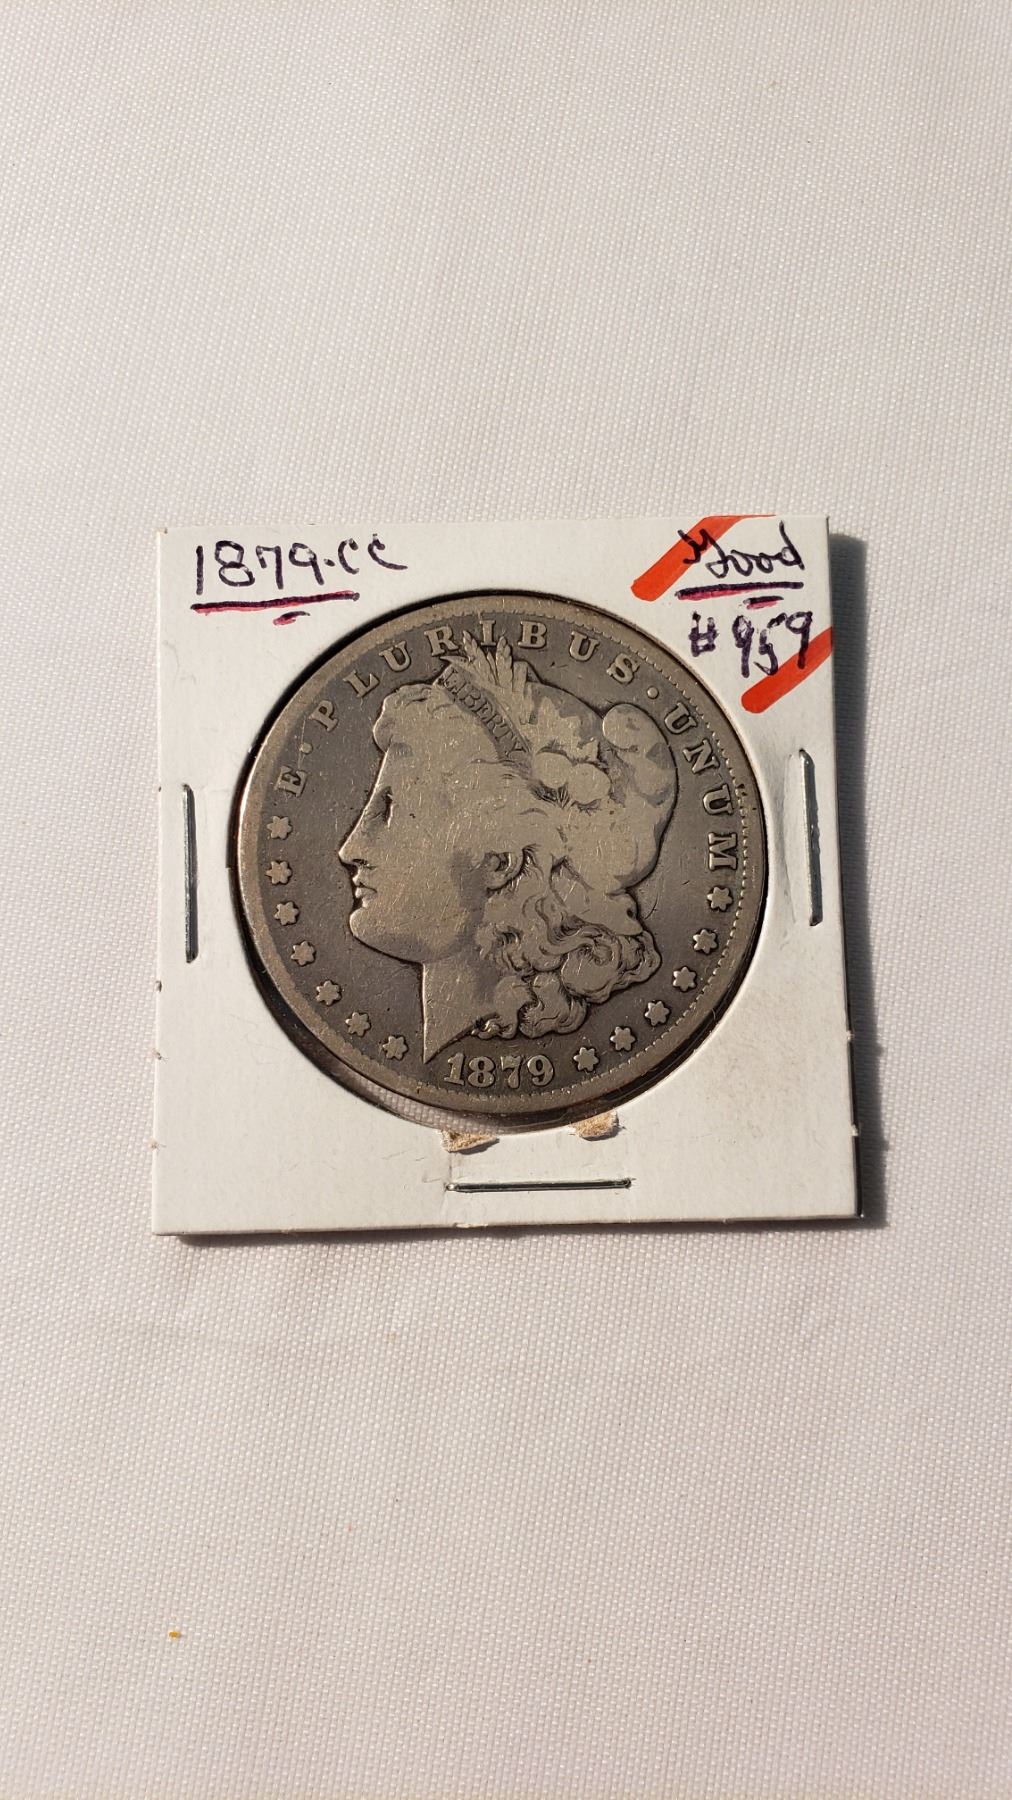 1879-CC
Good
#959
E · PLURIBUS · UNUM
LIBERTY
1879